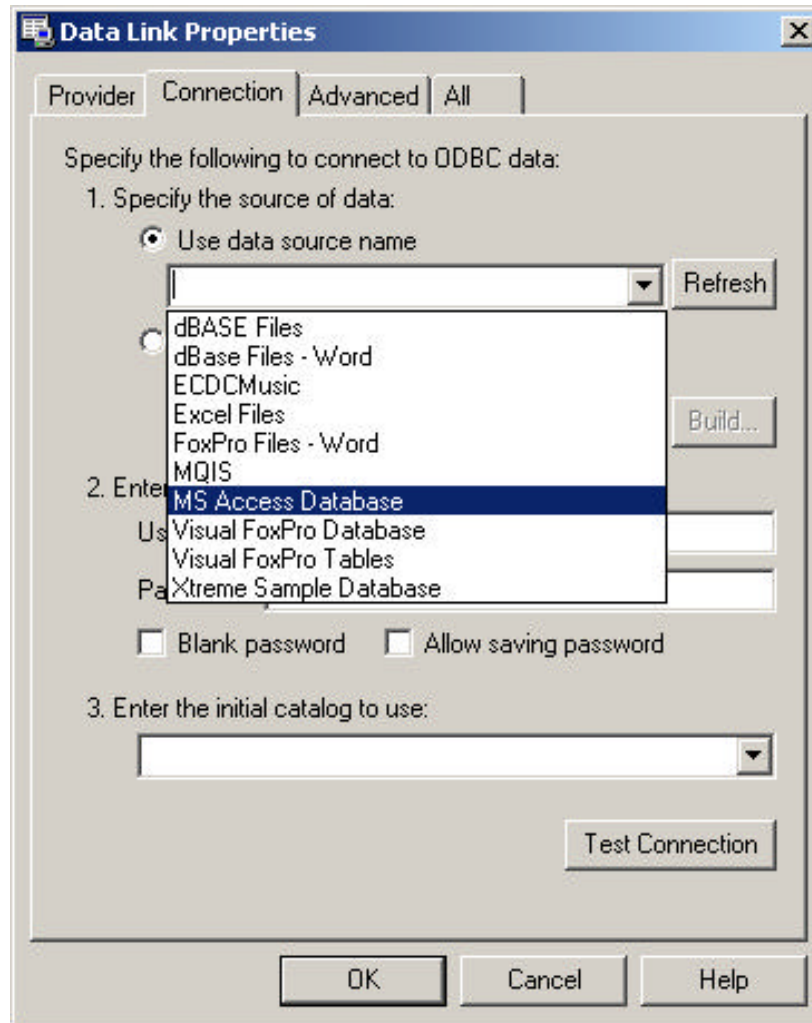 Data Link Properties
Provider Connection Advanced All
Specify the following to connect to ODBC data:
1. Specify the source of data:
Use data source name
Refresh
dBASE Files
dBase Files - Word
ECDCMusic
Excel Files
Build...
FoxPro Files - Word
MQIS
2. Enter
MS Access Database
Us
Visual FoxPro Database
Visual FoxPro Tables
Pa
Xtreme Sample Database
Blank password Allow saving password
3. Enter the initial catalog to use:
Test Connection
OK Cancel Help